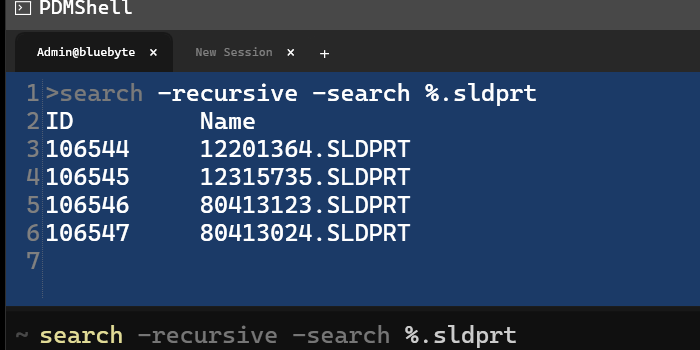 PDMShell
Admin@bluebyte × New Session × +
1 >search -recursive -search %.sldprt
2 ID Name
3 106544 12201364.SLDPRT
4 106545 12315735.SLDPRT
5 106546 80413123.SLDPRT
6 106547 80413024.SLDPRT
7
~ search -recursive -search %.sldprt